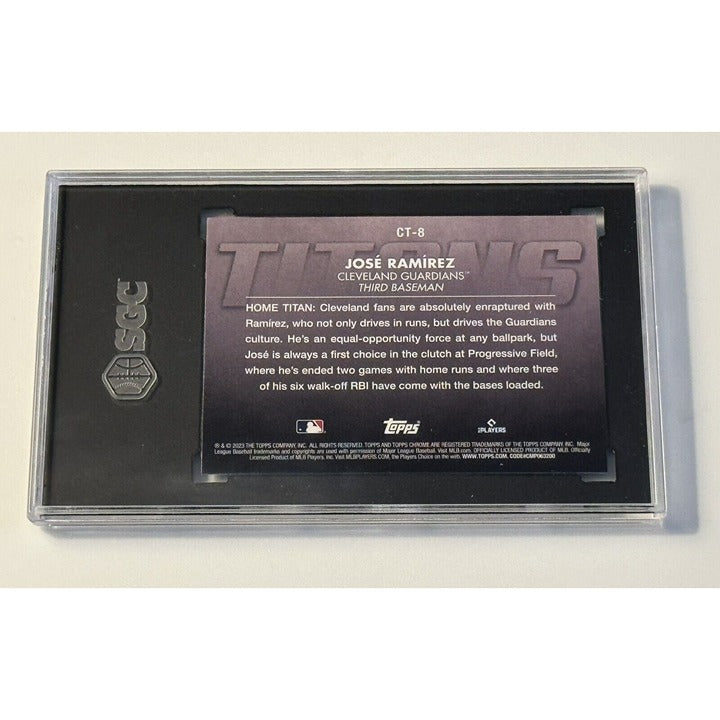 SGC
CT-8
TITANS
JOSÉ RAMÍREZ
CLEVELAND GUARDIANS™
THIRD BASEMAN
HOME TITAN: Cleveland fans are absolutely enraptured with
Ramírez, who not only drives in runs, but drives the Guardians
culture. He's an equal-opportunity force at any ballpark, but
José is always a first choice in the clutch at Progressive Field,
where he's ended two games with home runs and where three
of his six walk-off RBI have come with the bases loaded.
Topps
PLAYERS
® & © 2023 THE TOPPS COMPANY, INC. ALL RIGHTS RESERVED. TOPPS AND TOPPS CHROME ARE REGISTERED TRADEMARKS OF THE TOPPS COMPANY, INC. Major
League Baseball trademarks and copyrights are used with permission of Major League Baseball. Visit MLB.com. OFFICIALLY LICENSED PRODUCT OF MLB. Officially
Licensed Product of MLB Players, Inc. Visit MLBPLAYERS.com, the Players Choice on the web. WWW.TOPPS.COM. CODE#CMP063200